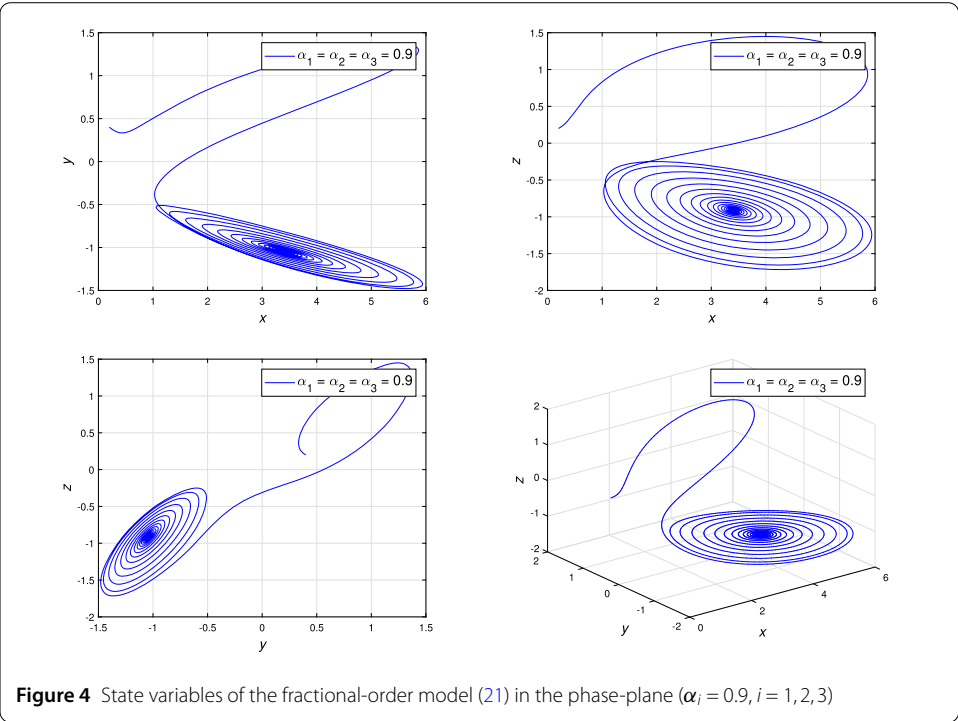 1.5
1
0.5
0
-0.5
-1
-1.5
y
0 1 2 3 4 5 6
x
α1 = α2 = α3 = 0.9
1.5
1
0.5
0
-0.5
-1
-1.5
-2
z
0 1 2 3 4 5 6
x
α1 = α2 = α3 = 0.9
1.5
1
0.5
0
-0.5
-1
-1.5
-2
z
-1.5 -1 -0.5 0 0.5 1 1.5
y
α1 = α2 = α3 = 0.9
2
1
0
-1
-2
z
2 1 0 -1 -2
y
0 2 4 6
x
α1 = α2 = α3 = 0.9
Figure 4 State variables of the fractional-order model (21) in the phase-plane (αi = 0.9, i = 1, 2, 3)